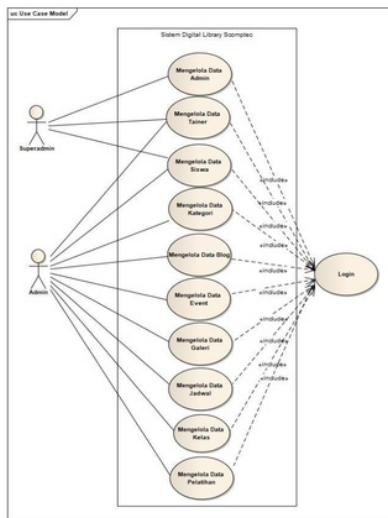 uc Use Case Model
Sistem Digital Library Scomptec
Mengelola Data
Admin
Mengelola Data
Tainer
Superadmin
Mengelola Data
Siswa
«include»
Mengelola Data
Kategori
«include»
«include»
Mengelola Data Blog
«include»
Admin
Login
Mengelola Data
Event
«include»
«include»
Mengelola Data
Galeri
«include»
«include»
Mengelola Data
Jadwal
«include»
«include»
Mengelola Data
Kelas
Mengelola Data
Pelatihan